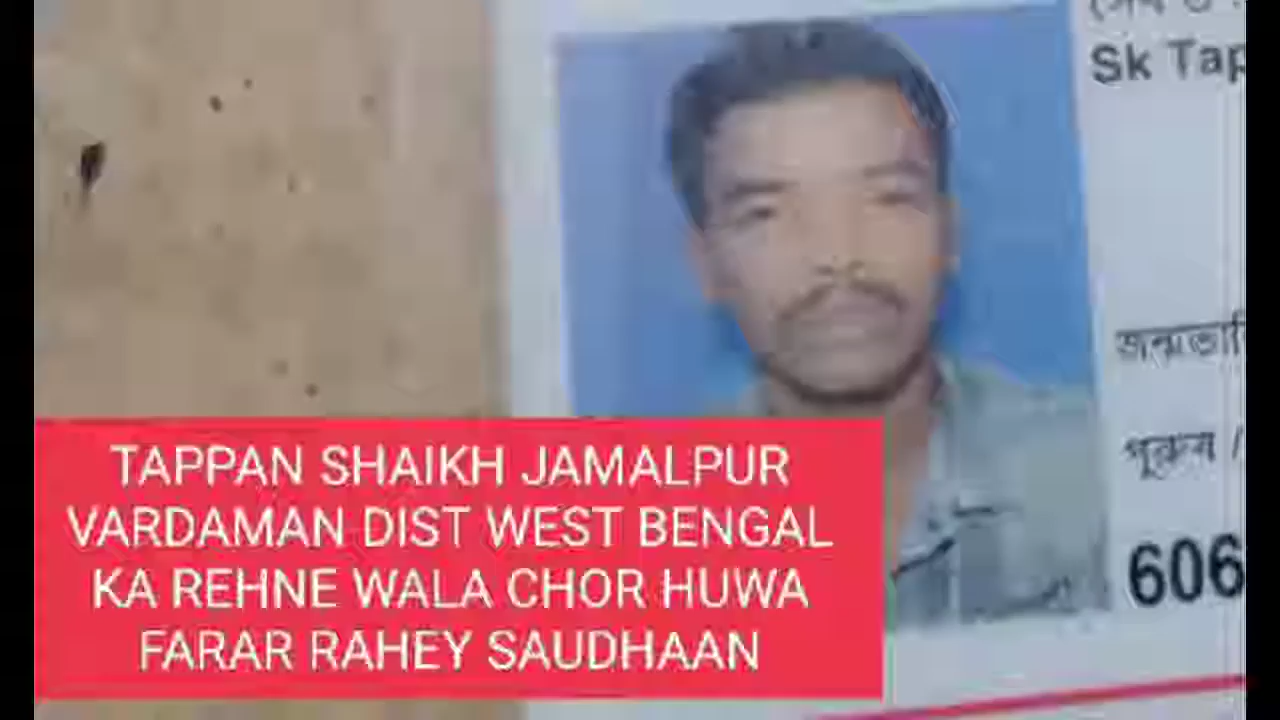 Sk Tap
পুরুষ /
606
TAPPAN SHAIKH JAMALPUR
VARDAMAN DIST WEST BENGAL
KA REHNE WALA CHOR HUWA
FARAR RAHEY SAUDHAAN